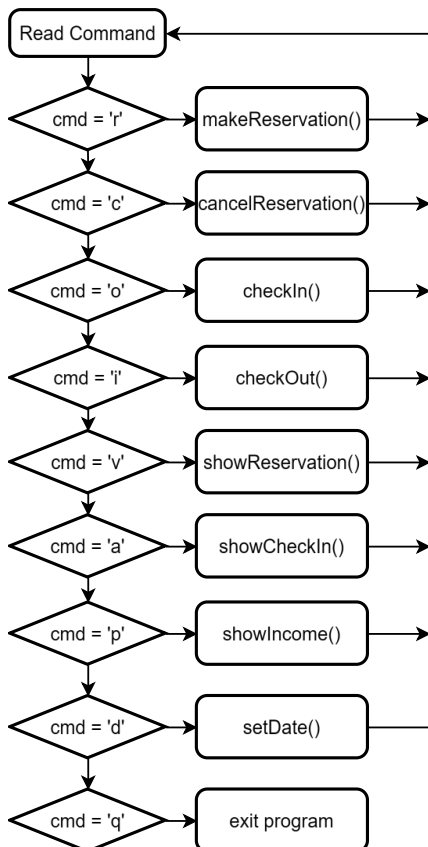 Read Command
cmd = 'r'
makeReservation()
cmd = 'c'
cancelReservation()
cmd = 'o'
checkIn()
cmd = 'i'
checkOut()
cmd = 'v'
showReservation()
cmd = 'a'
showCheckIn()
cmd = 'p'
showIncome()
cmd = 'd'
setDate()
cmd = 'q'
exit program